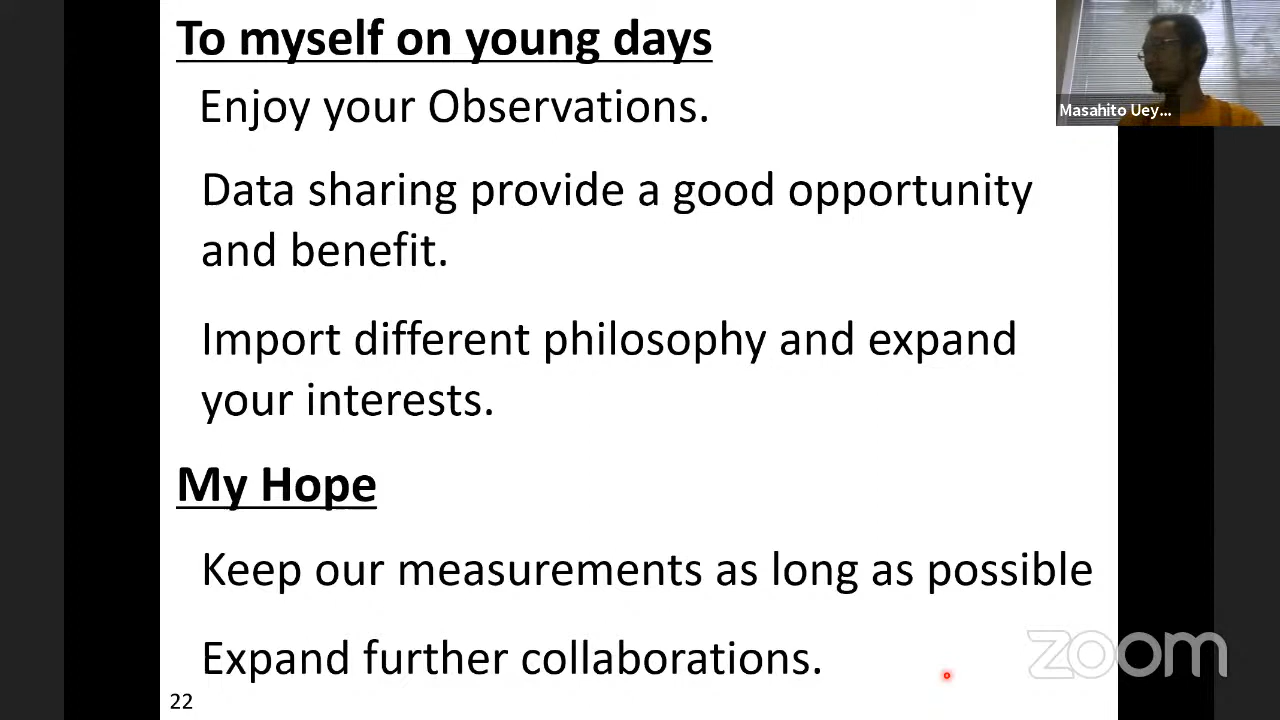 To myself on young days
Enjoy your Observations.
Data sharing provide a good opportunity
and benefit.
Import different philosophy and expand
your interests.
My Hope
Keep our measurements as long as possible
Expand further collaborations.
22
Masahito Uey...
zoom